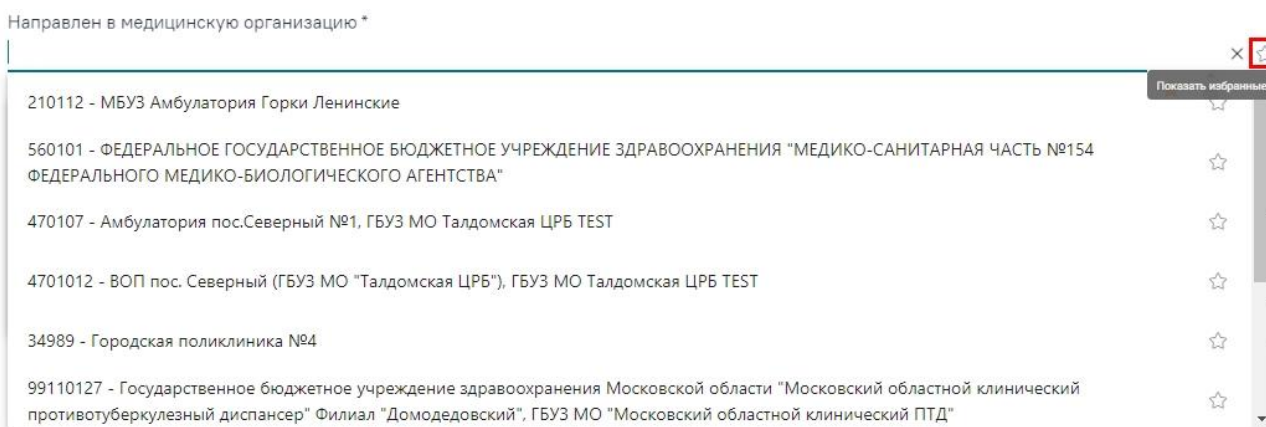 Направлен в медицинскую организацию *
Показать избранные
210112 - МБУЗ Амбулатория Горки Ленинские
560101 - ФЕДЕРАЛЬНОЕ ГОСУДАРСТВЕННОЕ БЮДЖЕТНОЕ УЧРЕЖДЕНИЕ ЗДРАВООХРАНЕНИЯ "МЕДИКО-САНИТАРНАЯ ЧАСТЬ №154
ФЕДЕРАЛЬНОГО МЕДИКО-БИОЛОГИЧЕСКОГО АГЕНТСТВА"
470107 - Амбулатория пос.Северный №1, ГБУЗ МО Талдомская ЦРБ TEST
4701012 - ВОП пос. Северный (ГБУЗ МО "Талдомская ЦРБ"), ГБУЗ МО Талдомская ЦРБ TEST
34989 - Городская поликлиника №4
99110127 - Государственное бюджетное учреждение здравоохранения Московской области "Московский областной клинический
противотуберкулезный диспансер" Филиал "Домодедовский", ГБУЗ МО "Московский областной клинический ПТД"